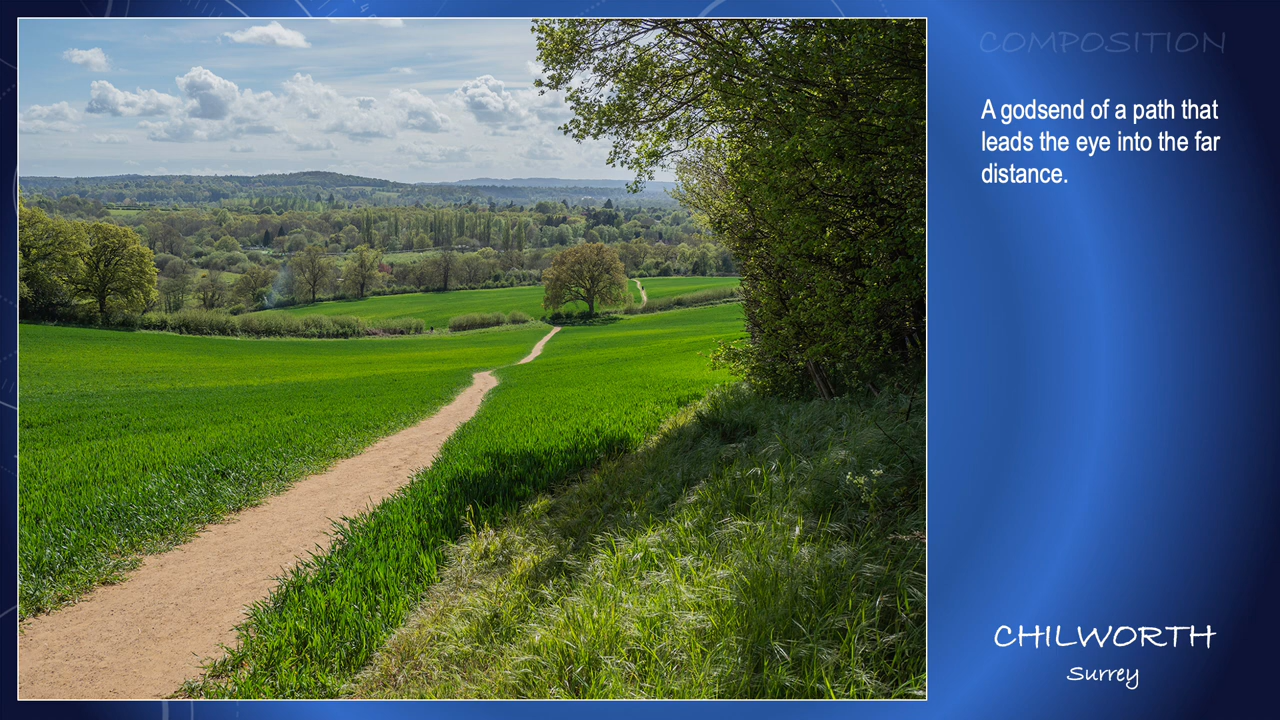 COMPOSITION
A godsend of a path that
leads the eye into the far
distance.
CHILWORTH
Surrey